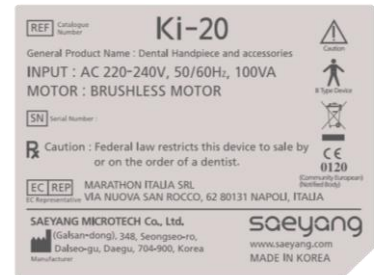 REF Catalogue Number
Ki-20
Caution
General Product Name : Dental Handpiece and accessories
INPUT : AC 220-240V, 50/60Hz, 100VA
MOTOR : BRUSHLESS MOTOR
B Type Device
SN Serial Number :
Rx Caution : Federal law restricts this device to sale by
or on the order of a dentist.
CE
0120
(Community European)
(Notified Body)
EC REP
EC Representative
MARATHON ITALIA SRL
VIA NUOVA SAN ROCCO, 62 80131 NAPOLI, ITALIA
SAEYANG MICROTECH Co., Ltd.
(Galsan-dong), 348, Seongseo-ro,
Dalseo-gu, Daegu, 704-900, Korea
Manufacturer
saeyang
www.saeyang.com
MADE IN KOREA